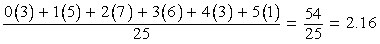 0(3) + 1(5) + 2(7) + 3(6) + 4(3) + 5(1) / 25 = 54 / 25 = 2.16